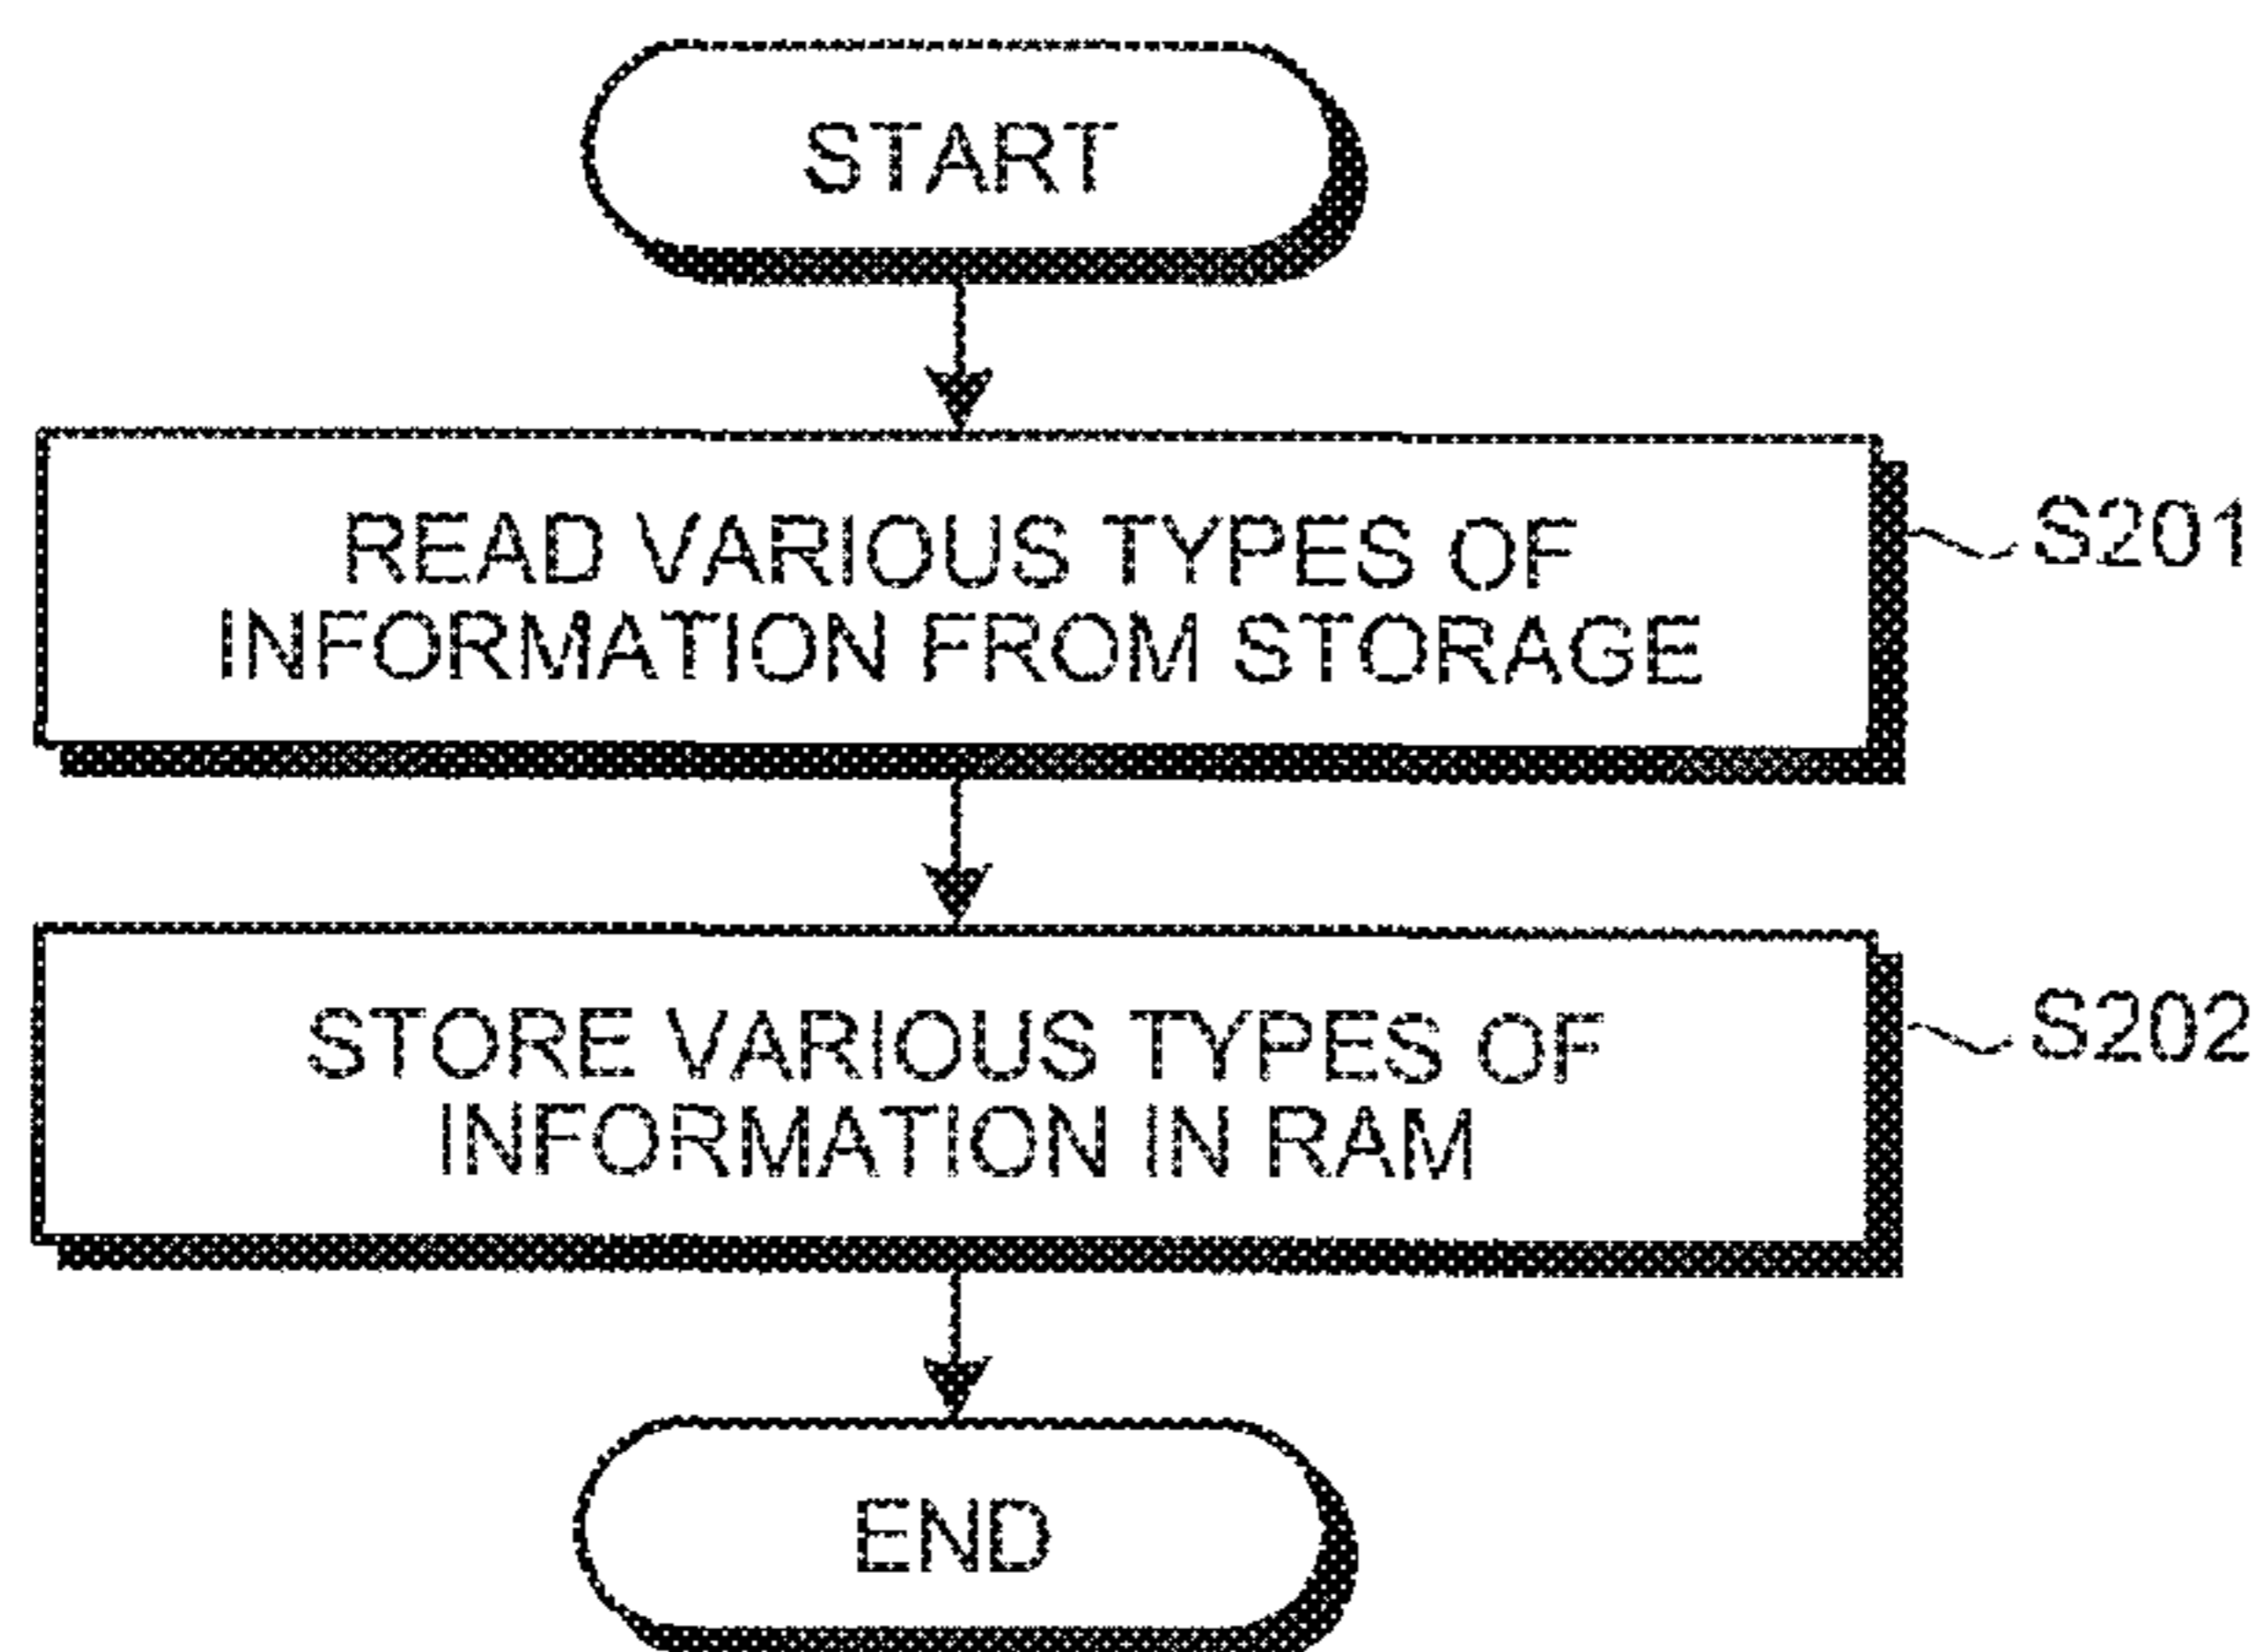 START
READ VARIOUS TYPES OF
INFORMATION FROM STORAGE
S201
STORE VARIOUS TYPES OF
INFORMATION IN RAM
S202
END